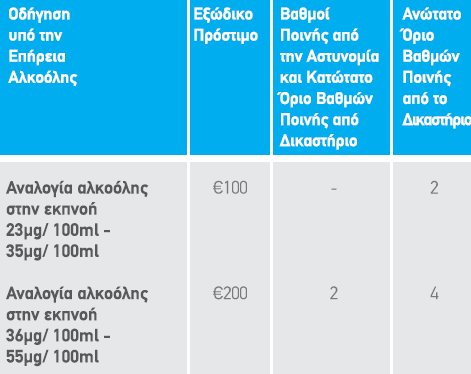 Οδήγηση
υπό την
Επήρεια
Αλκοόλης
Εξώδικο
Πρόστιμο
Βαθμοί
Ποινής από
την Αστυνομία
και Κατώτατο
Όριο Βαθμών
Ποινής από
Δικαστήριο
Ανώτατο
Όριο
Βαθμών
Ποινής
από το
Δικαστήριο
Αναλογία αλκοόλης
στην εκπνοή
23μg/ 100ml -
35μg/ 100ml
€100
-
2
Αναλογία αλκοόλης
στην εκπνοή
36μg/ 100ml -
55μg/ 100ml
€200
2
4